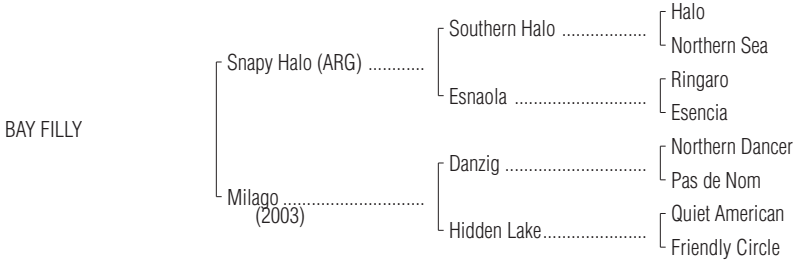 Halo
Southern Halo ..................
Northern Sea
Snapy Halo (ARG) ............
Ringaro
Esnaola ............................
Esencia
BAY FILLY
Northern Dancer
Danzig ..............................
Pas de Nom
Milago ..............................
(2003)
Quiet American
Hidden Lake......................
Friendly Circle